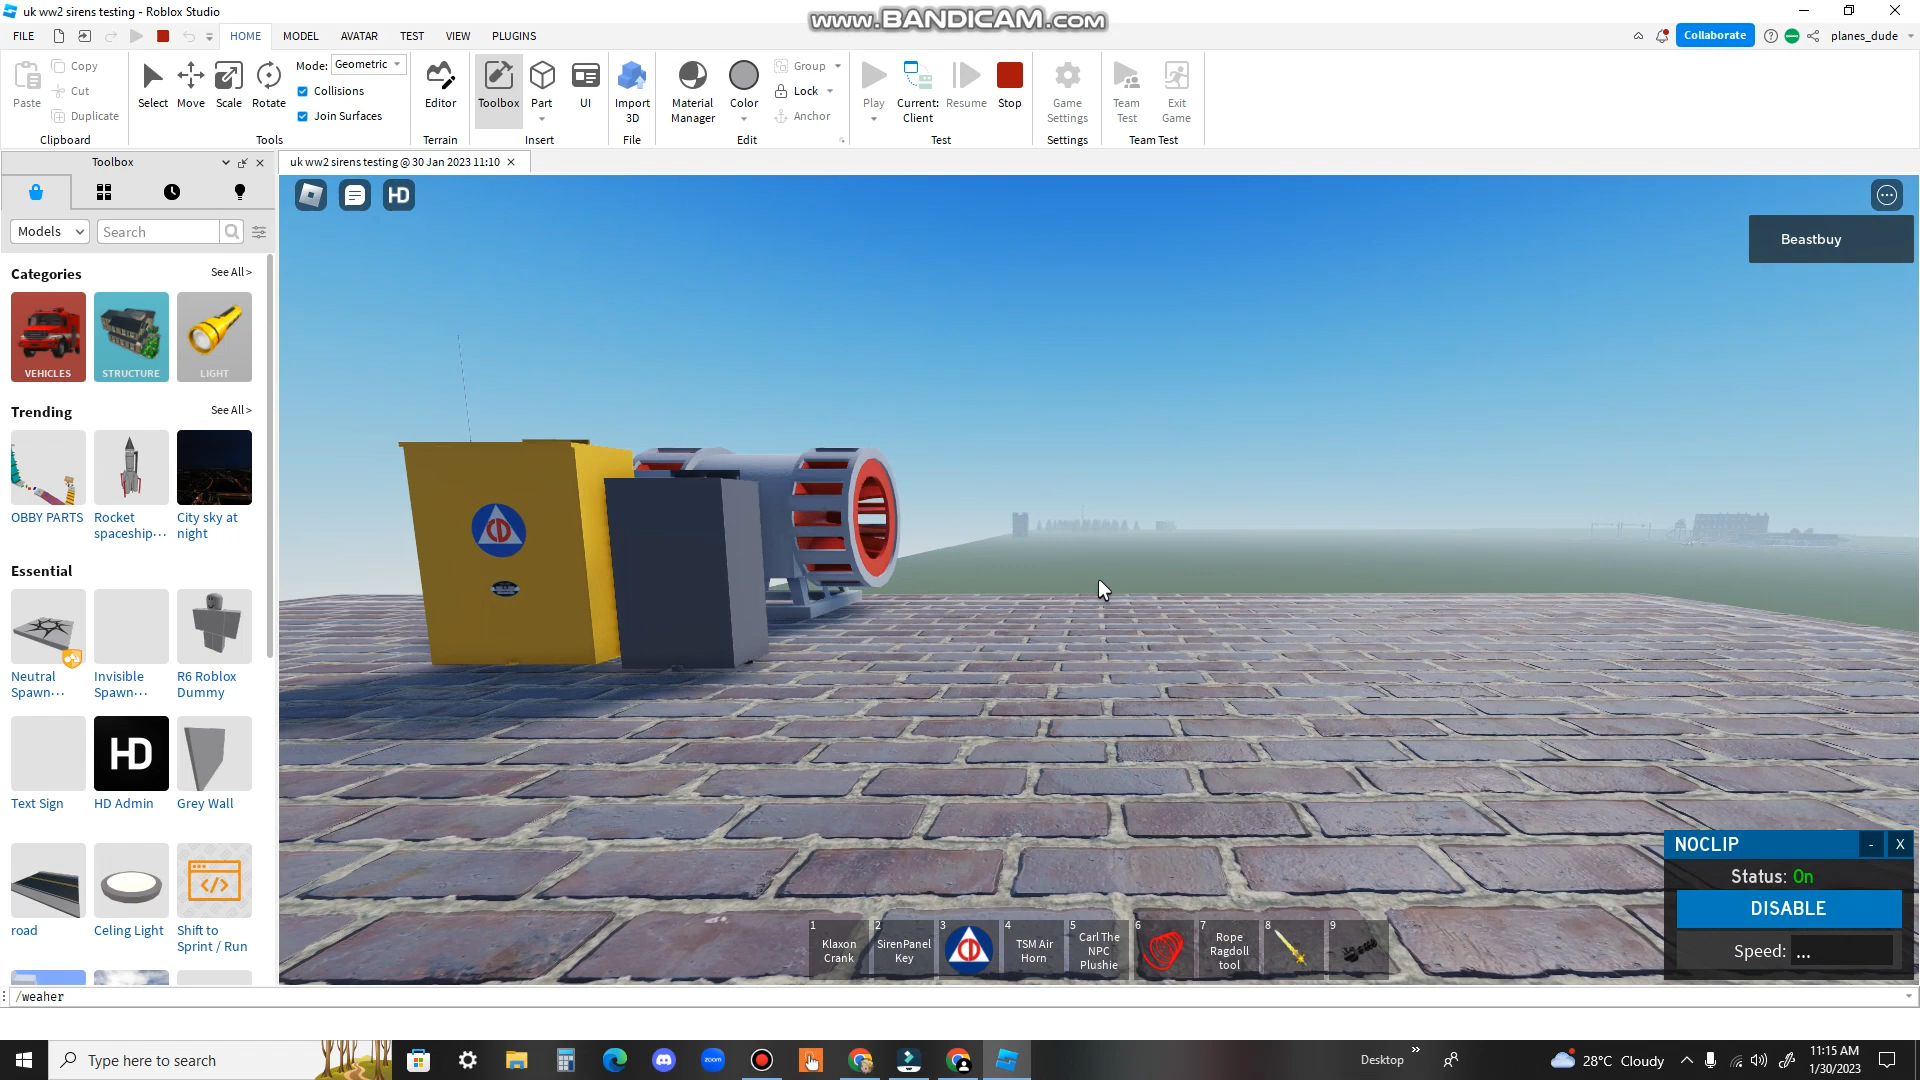 uk ww2 sirens testing - Roblox Studio
www.BANDICAM.com
FILE
HOME
MODEL
AVATAR
TEST
VIEW
PLUGINS
Collaborate
planes_dude
Paste
Copy
Cut
Duplicate
Clipboard
Select
Move
Scale
Rotate
Mode: Geometric
Collisions
Join Surfaces
Tools
Editor
Terrain
Toolbox
Part
UI
Insert
Import
3D
File
Material
Manager
Color
Group
Lock
Anchor
Edit
Play
Current:
Client
Resume
Stop
Test
Game
Settings
Settings
Team
Test
Exit
Game
Team Test
Toolbox
uk ww2 sirens testing @ 30 Jan 2023 11:10
HD
Beastbuy
Models
Search
Categories
See All >
VEHICLES
STRUCTURE
LIGHT
Trending
See All >
OBBY PARTS
Rocket
spaceship...
City sky at
night
Essential
Neutral
Spawn...
Invisible
Spawn...
R6 Roblox
Dummy
HD
Text Sign
HD Admin
Grey Wall
road
Celing Light
Shift to
Sprint / Run
CD
NOCLIP
-
X
Status: On
DISABLE
Speed: ...
1
Klaxon
Crank
2
SirenPanel
Key
3
CD
4
TSM Air
Horn
5
Carl The
NPC
Plushie
6
7
Rope
Ragdoll
tool
8
9
/weaher
Type here to search
zoom
Desktop
28°C Cloudy
11:15 AM
1/30/2023